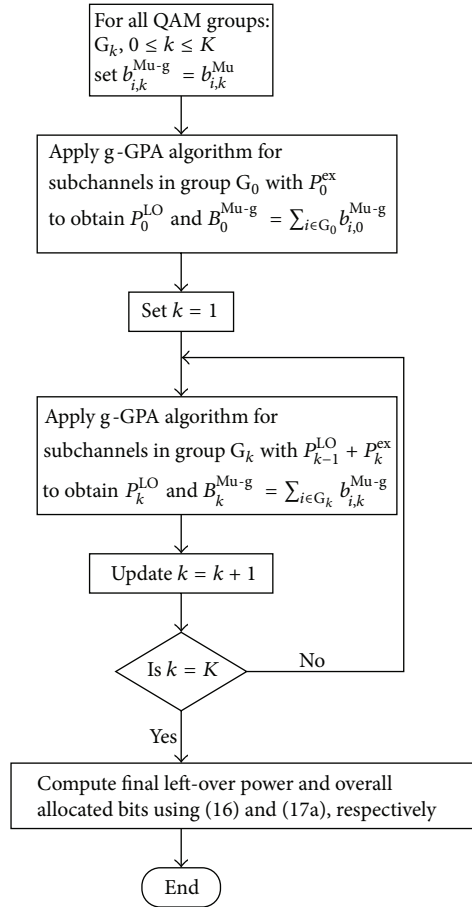 For all QAM groups:
G_k, 0 ≤ k ≤ K
set b_{i,k}^{Mu-g} = b_{i,k}^{Mu}
Apply g-GPA algorithm for
subchannels in group G_0 with P_0^{ex}
to obtain P_0^{LO} and B_0^{Mu-g} = ∑_{i∈G_0} b_{i,0}^{Mu-g}
Set k = 1
Apply g-GPA algorithm for
subchannels in group G_k with P_{k-1}^{LO} + P_k^{ex}
to obtain P_k^{LO} and B_k^{Mu-g} = ∑_{i∈G_k} b_{i,k}^{Mu-g}
Update k = k + 1
Is k = K
No
Yes
Compute final left-over power and overall
allocated bits using (16) and (17a), respectively
End